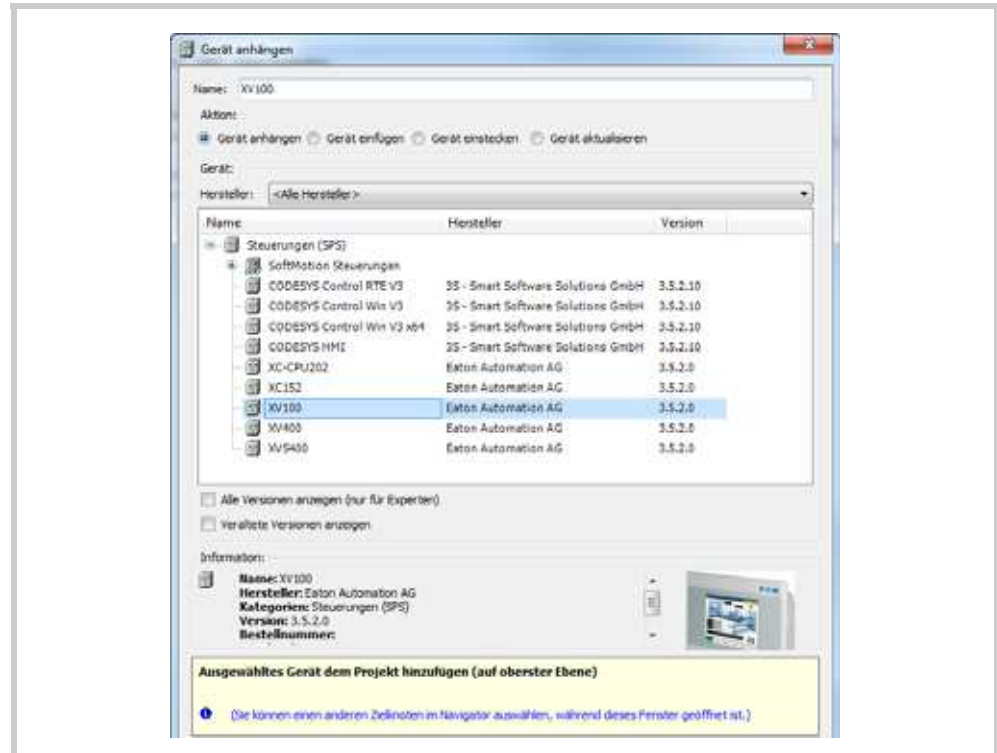 Gerät anhängen
Name: XV100
Aktion:
Gerät anhängen Gerät einfügen Gerät einstecken Gerät aktualisieren
Gerät:
Hersteller: <Alle Hersteller>
Name Hersteller Version
Steuerungen (SPS)
SoftMotion Steuerungen
CODESYS Control RTE V3 3S - Smart Software Solutions GmbH 3.5.2.10
CODESYS Control Win V3 3S - Smart Software Solutions GmbH 3.5.2.10
CODESYS Control Win V3 x64 3S - Smart Software Solutions GmbH 3.5.2.10
CODESYS HMI 3S - Smart Software Solutions GmbH 3.5.2.10
XC-CPU202 Eaton Automation AG 3.5.2.0
XC152 Eaton Automation AG 3.5.2.0
XV100 Eaton Automation AG 3.5.2.0
XV400 Eaton Automation AG 3.5.2.0
XVS400 Eaton Automation AG 3.5.2.0
Alle Versionen anzeigen (nur für Experten)
Veraltete Versionen anzeigen
Information:
Name: XV100
Hersteller: Eaton Automation AG
Kategorien: Steuerungen (SPS)
Version: 3.5.2.0
Bestellnummer:
Ausgewähltes Gerät dem Projekt hinzufügen (auf oberster Ebene)
(Sie können einen anderen Zielknoten im Navigator auswählen, während dieses Fenster geöffnet ist.)